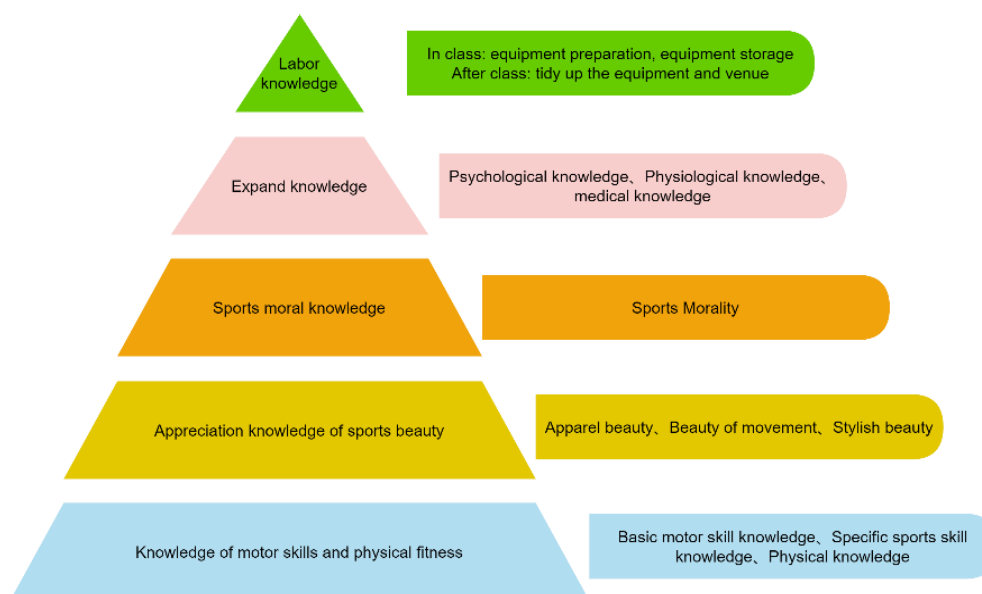 Labor
knowledge
In class: equipment preparation, equipment storage
After class: tidy up the equipment and venue
Expand knowledge
Psychological knowledge、Physiological knowledge、
medical knowledge
Sports moral knowledge
Sports Morality
Appreciation knowledge of sports beauty
Apparel beauty、Beauty of movement、Stylish beauty
Knowledge of motor skills and physical fitness
Basic motor skill knowledge、Specific sports skill
knowledge、Physical knowledge